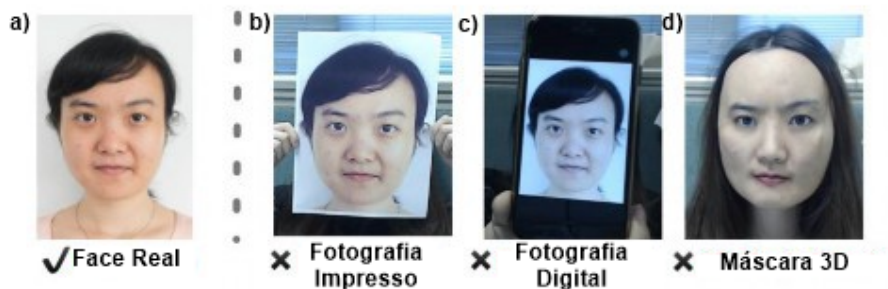 a)
b)
c)
d)
Face Real
Fotografia
Impresso
Fotografia
Digital
Máscara 3D